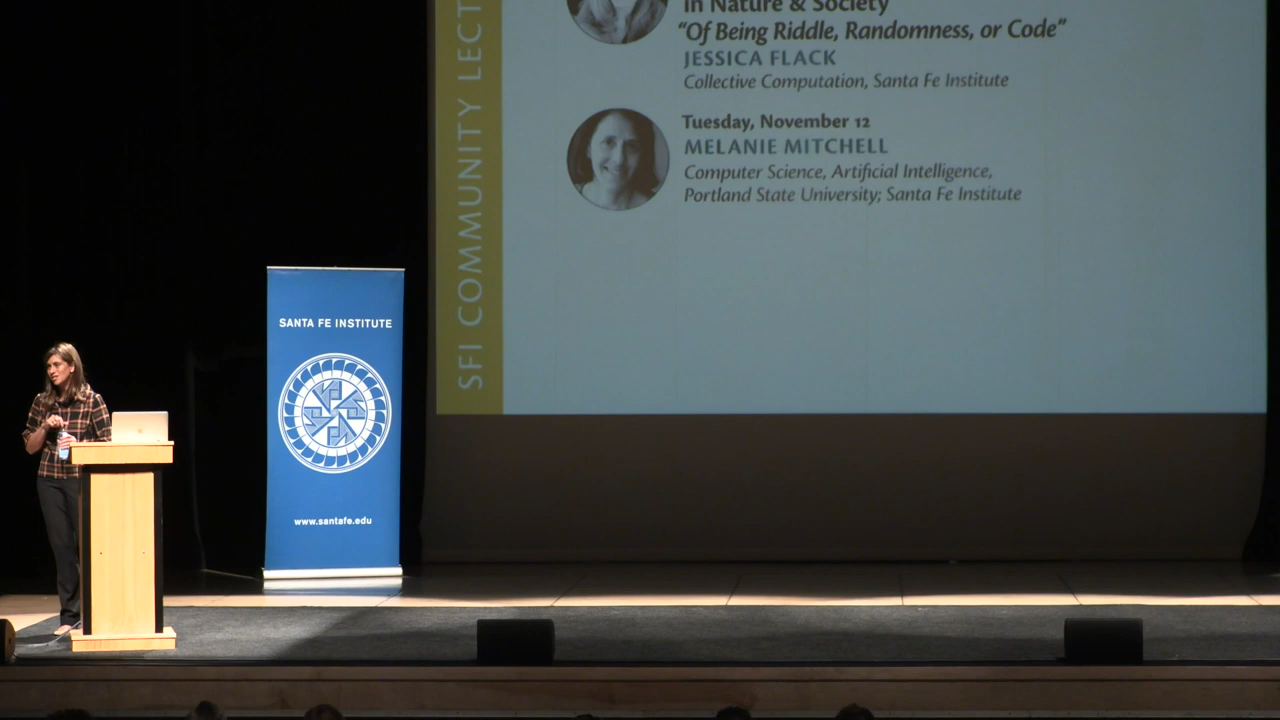 in Nature & Society
"Of Being Riddle, Randomness, or Code"
JESSICA FLACK
Collective Computation, Santa Fe Institute
Tuesday, November 12
MELANIE MITCHELL
Computer Science, Artificial Intelligence,
Portland State University; Santa Fe Institute
SFI COMMUNITY LECT
SANTA FE INSTITUTE
www.santafe.edu